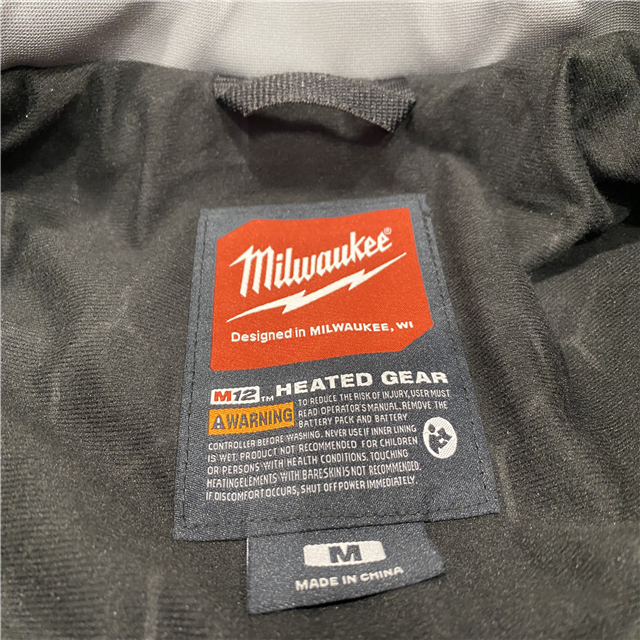 Milwaukee®
Designed in MILWAUKEE, WI
M12™ HEATED GEAR
WARNING
TO REDUCE THE RISK OF INJURY, USER MUST
READ OPERATOR'S MANUAL, REMOVE THE
BATTERY PACK AND BATTERY
CONTROLLER BEFORE WASHING. NEVER USE IF INNER LINING
IS WET. PRODUCT NOT RECOMMENDED FOR CHILDREN
OR PERSONS WITH HEALTH CONDITIONS. TOUCHING
HEATING ELEMENTS WITH BARE SKIN IS NOT RECOMMENDED.
IF DISCOMFORT OCCURS, SHUT OFF POWER IMMEDIATELY.
M
MADE IN CHINA